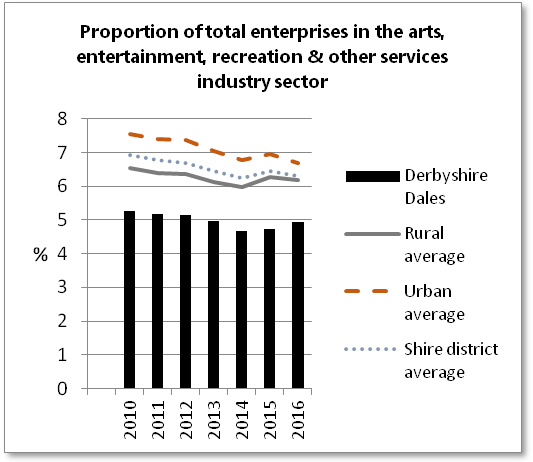 Proportion of total enterprises in the arts,
entertainment, recreation & other services
industry sector
8
7
6
5
4
3
2
1
0
%
2010
2011
2012
2013
2014
2015
2016
Derbyshire
Dales
Rural
average
Urban
average
Shire district
average